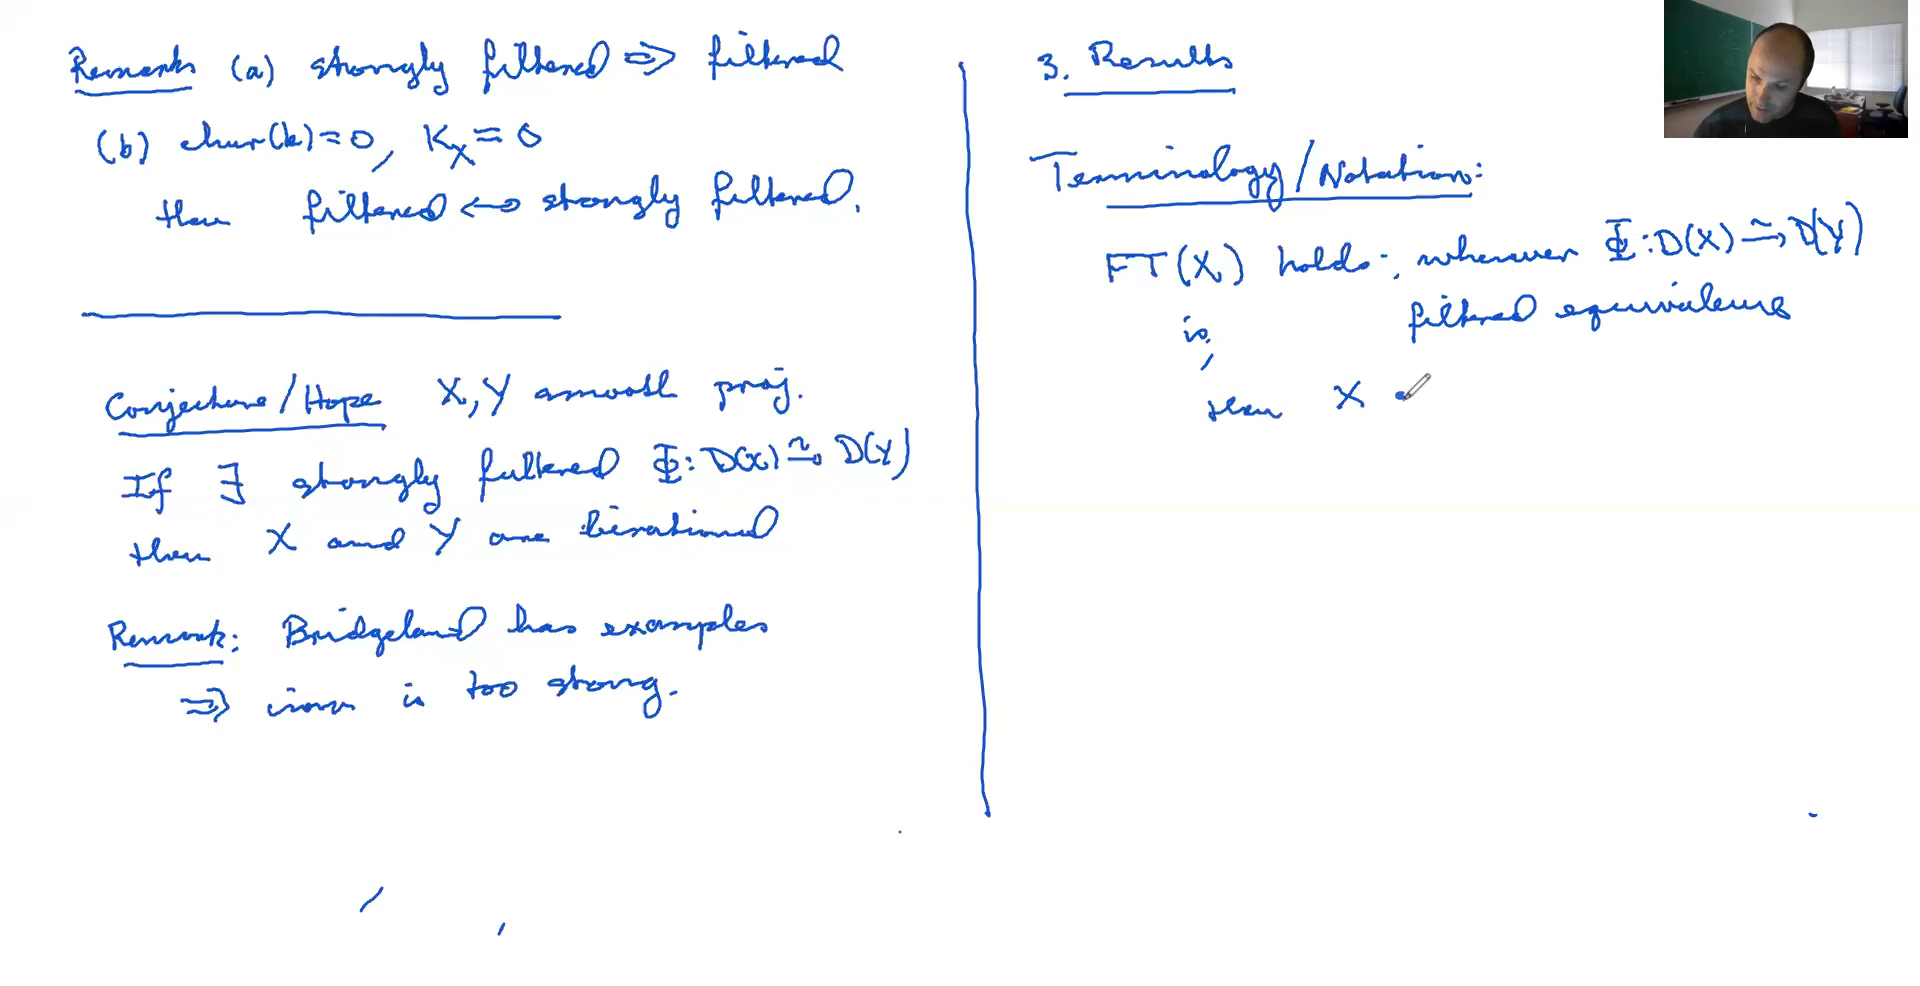 Remarks (a) strongly filtered ⇒ filtered
(b) char(k)=0, K_X = 0
then filtered ↔ strongly filtered.
Conjecture/Hope X, Y smooth proj.
If ∃ strongly filtered Φ: D(X) ≃→ D(Y)
then X and Y are birational
Remark: Bridgeland has examples
⇒ isom is too strong.
3. Results
Terminology/Notation:
FT(X) holds: whenever Φ: D(X) ≃→ D(Y)
is, filtered equivalence
then X